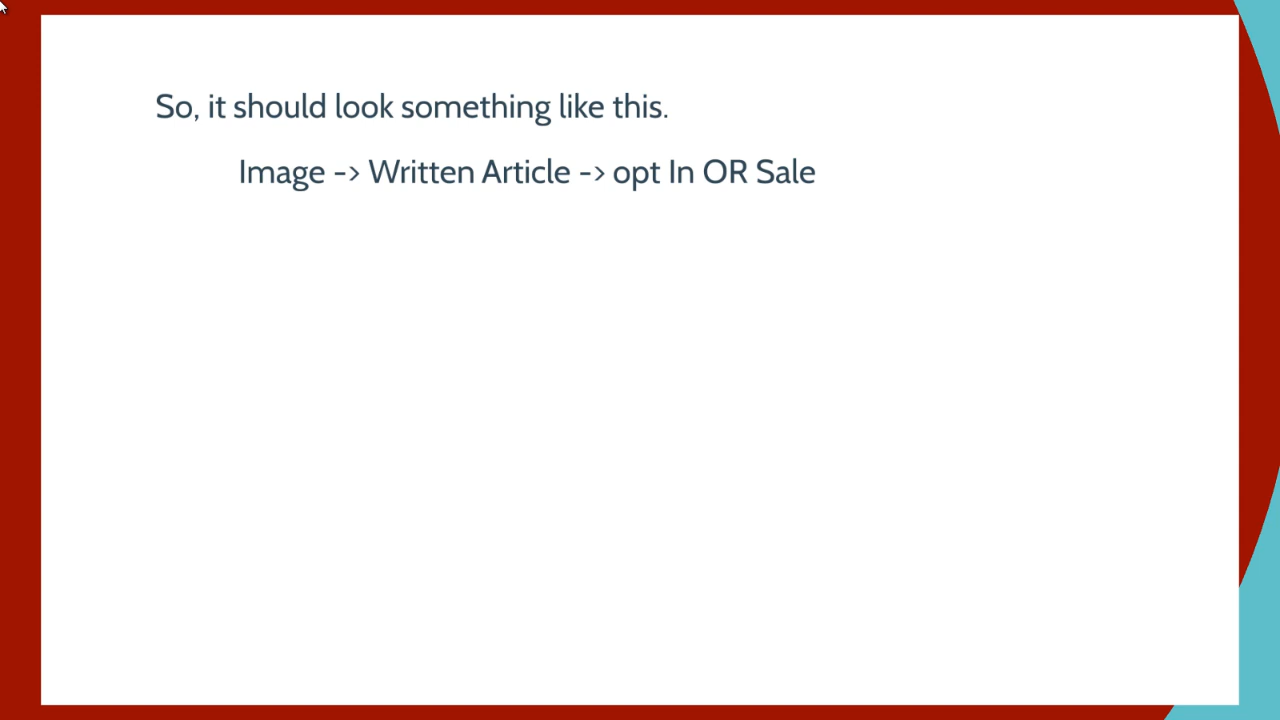 So, it should look something like this.
Image -> Written Article -> opt In OR Sale